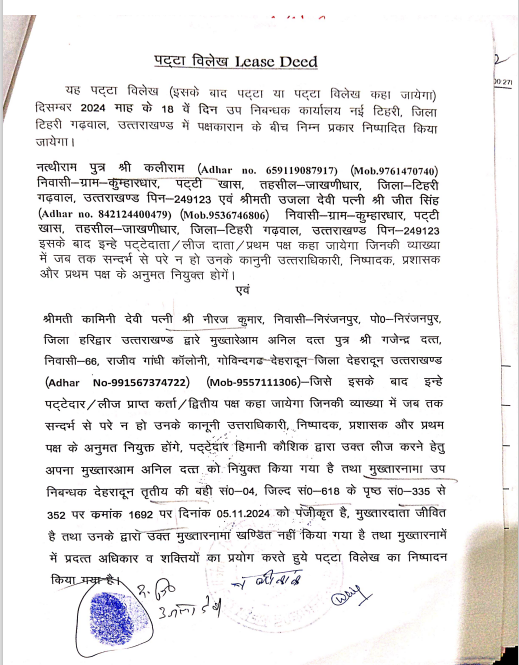 पट्टा विलेख Lease Deed
यह पट्टा विलेख (इसके बाद पट्टा या पट्टा विलेख कहा जायेगा)
दिसम्बर 2024 माह के 18 वें दिन उप निबन्धक कार्यालय नई टिहरी, जिला
टिहरी गढ़वाल, उत्तराखण्ड में पक्षकारान के बीच निम्न प्रकार निष्पादित किया
जायेगा।
नत्थीराम पुत्र श्री कलीराम (Adhar no. 659119087917) (Mob.9761470740)
निवासी–ग्राम–कुम्हारधार, पट्टी खास, तहसील–जाखणीधार, जिला–टिहरी
गढ़वाल, उत्तराखण्ड पिन–249123 एवं श्रीमती उजला देवी पत्नी श्री जीत सिंह
(Adhar no. 842124400479) (Mob.9536746806) निवासी–ग्राम–कुम्हारधार, पट्टी
खास, तहसील–जाखणीधार, जिला–टिहरी गढ़वाल, उत्तराखण्ड पिन–249123
इसके बाद इन्हे पट्टेदाता/लीज दाता/प्रथम पक्ष कहा जायेगा जिनकी व्याख्या
में जब तक सन्दर्भ से परे न हो उनके कानुनी उत्तराधिकारी, निष्पादक, प्रशासक
और प्रथम पक्ष के अनुमत नियुक्त होगें।
एवं
श्रीमती कामिनी देवी पत्नी श्री नीरज कुमार, निवासी–निरंजनपुर, पो0–निरंजनपुर,
जिला हरिद्वार उत्तराखण्ड द्वारे मुख्तारेआम अनिल दत्त पुत्र श्री गजेन्द्र दत्त,
निवासी–66, राजीव गांधी कॉलोनी, गोविन्दगढ देहरादून जिला देहरादून उत्तराखण्ड
(Adhar No-991567374722) (Mob-9557111306)–जिसे इसके बाद इन्हे
पट्टेदार/लीज प्राप्त कर्ता/द्वितीय पक्ष कहा जायेगा जिनकी व्याख्या में जब तक
सन्दर्भ से परे न हो उनके कानूनी उत्तराधिकारी, निष्पादक, प्रशासक और प्रथम
पक्ष के अनुमत नियुक्त होंगे, पट्टेदार हिमानी कौशिक द्वारा उक्त लीज करने हेतु
अपना मुख्तारआम अनिल दत्त को नियुक्त किया गया है तथा मुख्तारनामा उप
निबन्धक देहरादून तृतीय की बही सं0–04, जिल्द सं0–618 के पृष्ठ सं0–335 से
352 पर क्रमांक 1692 पर दिनांक 05.11.2024 को पंजीकृत है, मुख्तारदाता जीवित
है तथा उनके द्वारा उक्त मुख्तारनामा खण्डित नहीं किया गया है तथा मुख्तारनामें
में प्रदत्त अधिकार व शक्तियों का प्रयोग करते हुये पट्टा विलेख का निष्पादन
किया गया है।